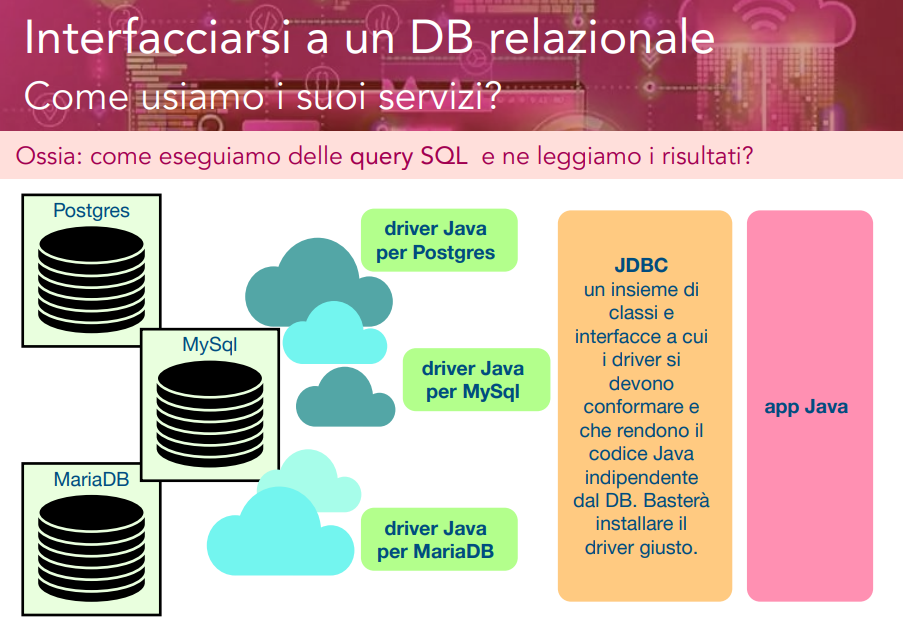 Interfacciarsi a un DB relazionale
Come usiamo i suoi servizi?
Ossia: come eseguiamo delle query SQL e ne leggiamo i risultati?
Postgres
MySql
MariaDB
driver Java
per Postgres
driver Java
per MySql
driver Java
per MariaDB
JDBC
un insieme di
classi e
interfacce a cui
i driver si
devono
conformare e
che rendono il
codice Java
indipendente
dal DB. Basterà
installare il
driver giusto.
app Java